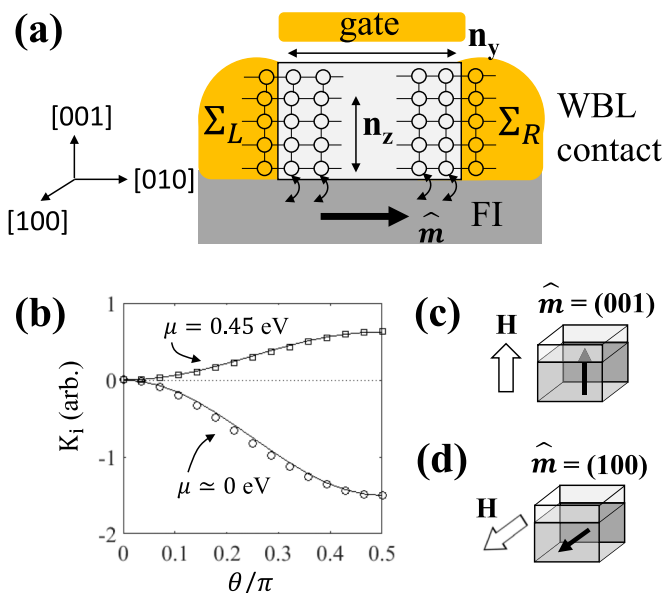 (a)
gate
n_y
[001]
[010]
[100]
Σ_L
n_z
Σ_R
WBL
contact
m̂
FI
(b)
K_i (arb.)
1
0
-1
-2
μ = 0.45 eV
μ ≃ 0 eV
0 0.1 0.2 0.3 0.4 0.5
θ/π
(c)
m̂ = (001)
H
(d)
m̂ = (100)
H